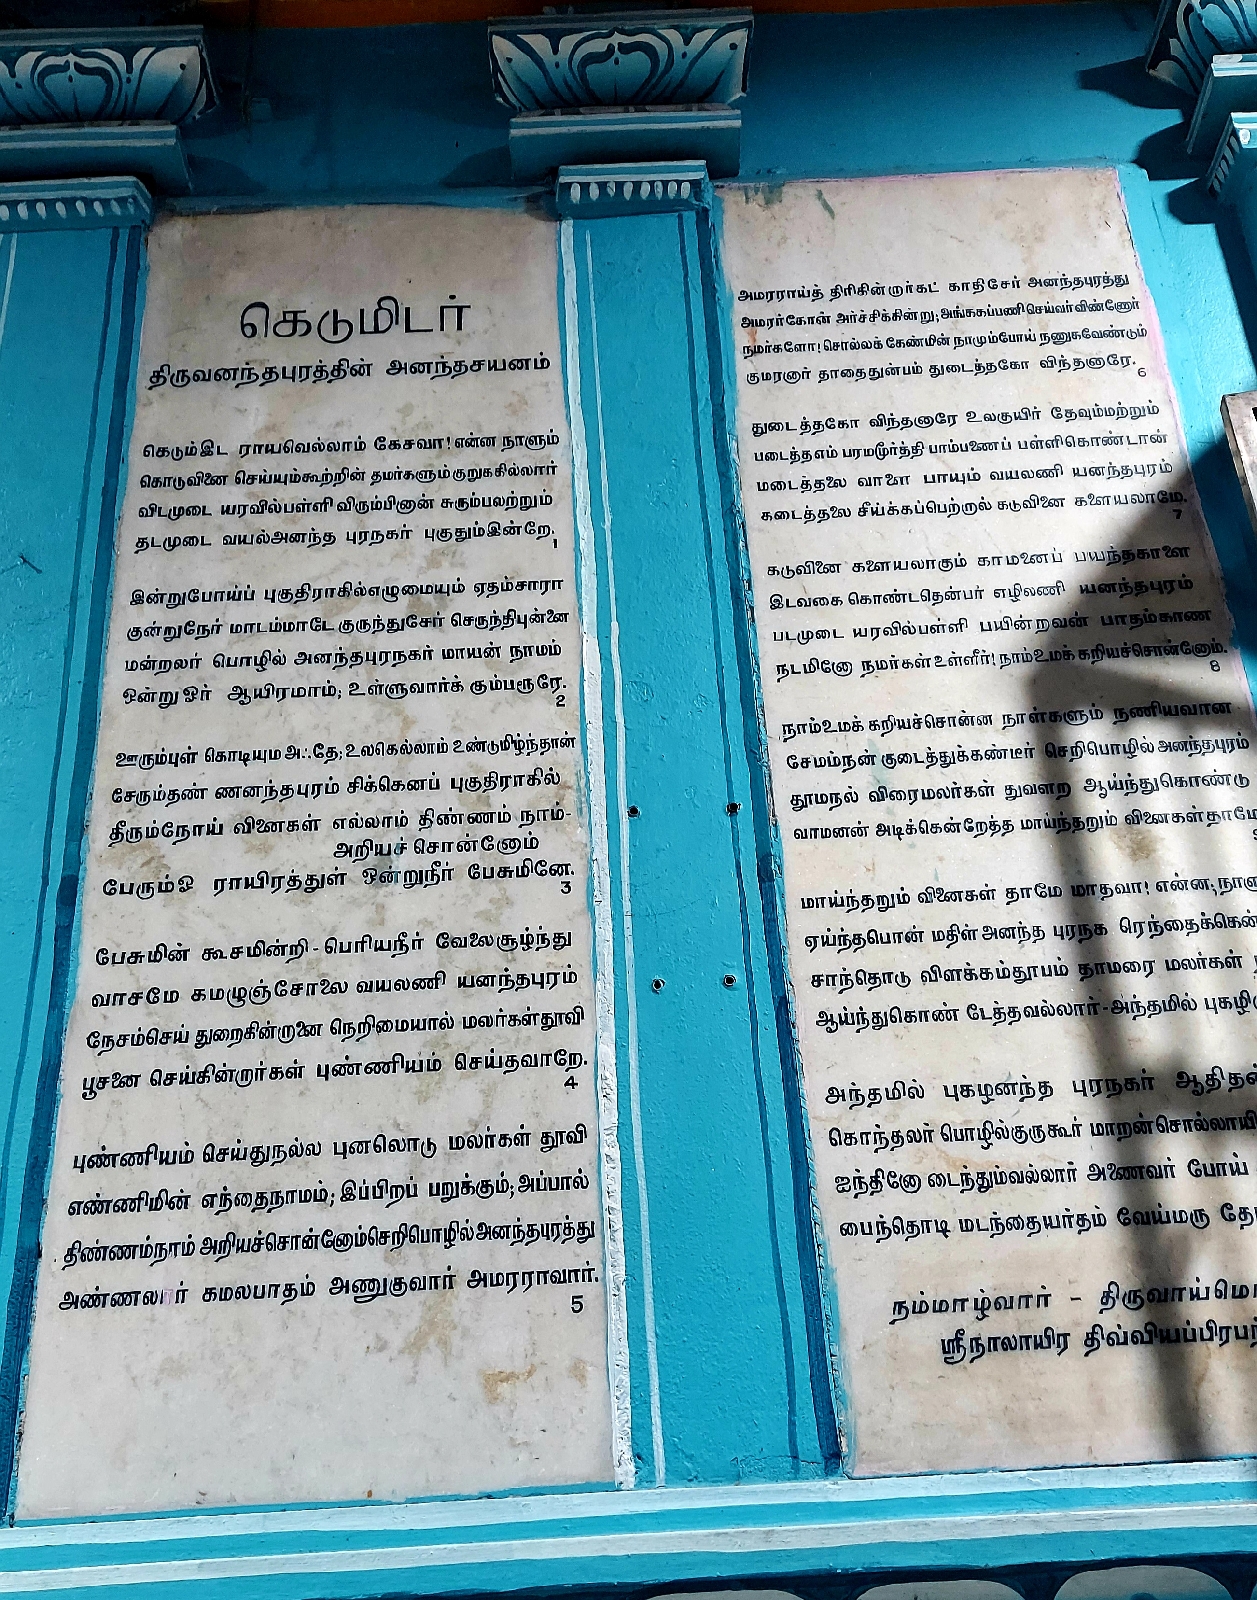 கெடுமிடர்
திருவனந்தபுரத்தின் அனந்தசயனம்
கெடும்இட ராயவெல்லாம் கேசவா! என்ன நாளும்
கொடுவினை செய்யும்கூற்றின் தமர்களும் குறுககில்லார்
விடமுடை யரவில்பள்ளி விரும்பினான் சுரும்பலற்றும்
தடமுடை வயல்அனந்த புரநகர் புகுதும்இன்றே.
1
இன்றுபோய்ப் புகுதிராகில்எழுமையும் ஏதம்சாரா
குன்றுநேர் மாடம்மாடே குருந்துசேர் செருந்திபுன்னை
மன்றலர் பொழில் அனந்தபுரநகர் மாயன் நாமம்
ஒன்றுஓர் ஆயிரமாம்; உள்ளுவார்க் கும்பரூரே.
2
ஊரும்புள் கொடியும அஃதே; உலகெல்லாம் உண்டுமிழ்ந்தான்
சேரும்தண் ணனந்தபுரம் சிக்கெனப் புகுதிராகில்
தீரும்நோய் வினைகள் எல்லாம் திண்ணம் நாம்-
அறியச் சொன்னோம்
பேரும்ஓ ராயிரத்துள் ஒன்றுநீர் பேசுமினே.
3
பேசுமின் கூசமின்றி - பெரியநீர் வேலைசூழ்ந்து
வாசமே கமழுஞ்சோலை வயலணி யனந்தபுரம்
நேசம்செய் துறைகின்றானை நெறிமையால் மலர்கள்தூவி
பூசனை செய்கின்றார்கள் புண்ணியம் செய்தவாறே.
4
புண்ணியம் செய்துநல்ல புனலொடு மலர்கள் தூவி
எண்ணிமின் எந்தைநாமம்; இப்பிறப் பறுக்கும்; அப்பால்
திண்ணம்நாம் அறியச்சொன்னோம்செறிபொழில்அனந்தபுரத்து
அண்ணலார் கமலபாதம் அணுகுவார் அமரராவார்.
5
அமரராய்த் திரிகின்றார்கட் காதிசேர் அனந்தபுரத்து
அமரர்கோன் அர்ச்சிக்கின்று; அங்ககப்பணி செய்வர்விண்ணோர்
நமர்களோ! சொல்லக் கேண்மின் நாமும்போய் நணுகவேண்டும்
குமரனார் தாதைதுன்பம் துடைத்தகோ விந்தனாரே.
6
துடைத்தகோ விந்தனாரே உலகுயிர் தேவும்மற்றும்
படைத்தஎம் பரமமூர்த்தி பாம்பணைப் பள்ளிகொண்டான்
மடைத்தலை வாளை பாயும் வயலணி யனந்தபுரம்
கடைத்தலை சீய்க்கப்பெற்றால் கடுவினை களையலாமே.
7
கடுவினை களையலாகும் காமனைப் பயந்தகாளை
இடவகை கொண்டதென்பர் எழிலணி யனந்தபுரம்
படமுடை யரவில்பள்ளி பயின்றவன் பாதம்காண
நடமினோ நமர்கள் உள்ளீர்! நாம்உமக் கறியச்சொன்னோம்.
8
நாம்உமக் கறியச்சொன்ன நாள்களும் நணியவான
சேமம்நன் குடைத்துக்கண்டீர் செறிபொழில் அனந்தபுரம்
தூமநல் விரைமலர்கள் துவளற ஆய்ந்துகொண்டு
வாமனன் அடிக்கென்றேத்த மாய்ந்தறும் வினைகள்தாமே
மாய்ந்தறும் வினைகள் தாமே மாதவா! என்ன; நாளு
ஏய்ந்தபொன் மதிள் அனந்த புரநக ரெந்தைக்கென்
சாந்தொடு விளக்கம்தூபம் தாமரை மலர்கள்
ஆய்ந்துகொண் டேத்தவல்லார்-அந்தமில் புகழி
அந்தமில் புகழனந்த புரநகர் ஆதிதன்
கொந்தலர் பொழில்குருகூர் மாறன்சொல்லாயி
ஐந்தினோ டைந்தும்வல்லார் அணைவர் போய்
பைந்தொடி மடந்தையர்தம் வேய்மரு தோ
நம்மாழ்வார் - திருவாய்மொ
ஸ்ரீநாலாயிர திவ்வியப்பிரபந்